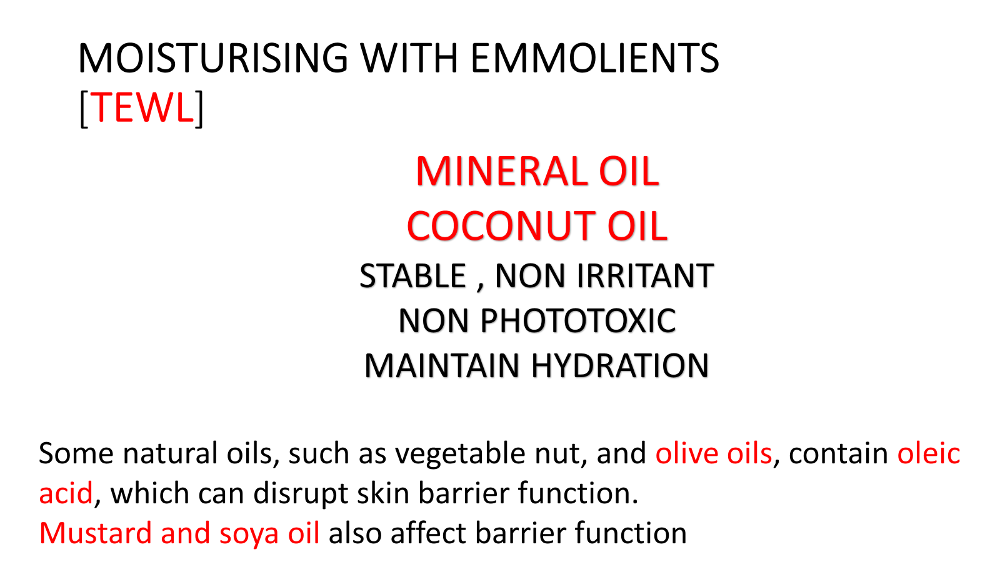 MOISTURISING WITH EMMOLIENTS
[TEWL]
MINERAL OIL
COCONUT OIL
STABLE , NON IRRITANT
NON PHOTOTOXIC
MAINTAIN HYDRATION
Some natural oils, such as vegetable nut, and olive oils, contain oleic
acid, which can disrupt skin barrier function.
Mustard and soya oil also affect barrier function